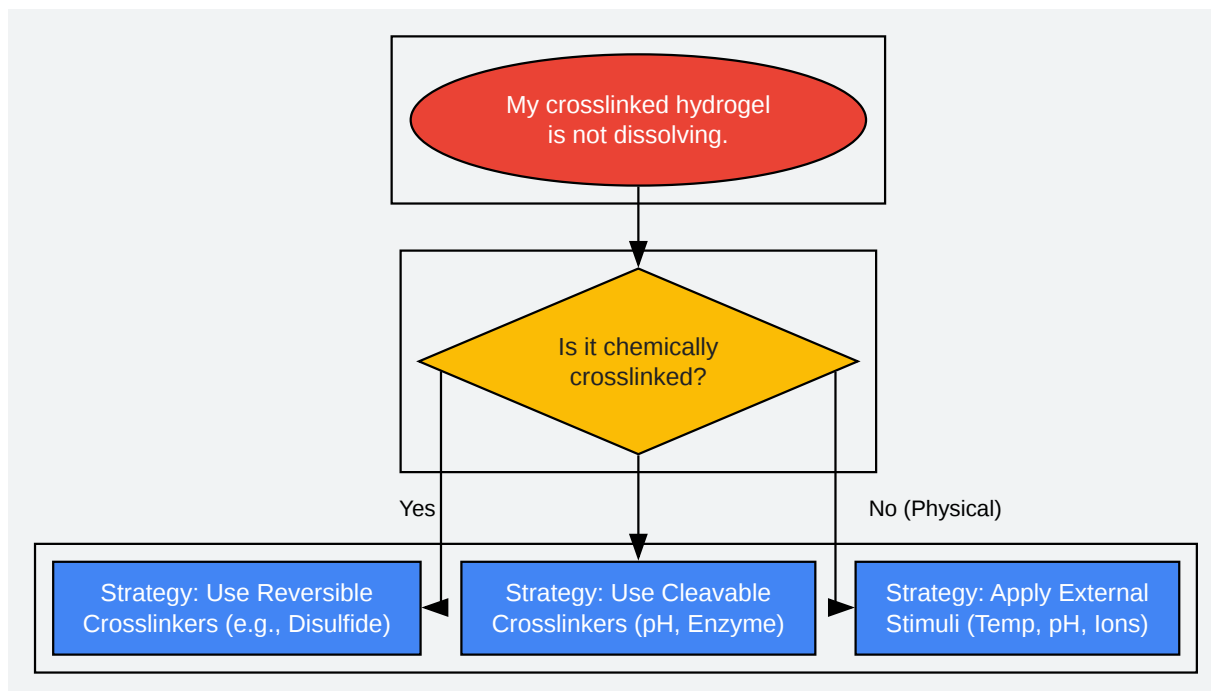 My crosslinked hydrogel
is not dissolving.
Is it chemically
crosslinked?
Yes
No (Physical)
Strategy: Use Reversible
Crosslinkers (e.g., Disulfide)
Strategy: Use Cleavable
Crosslinkers (pH, Enzyme)
Strategy: Apply External
Stimuli (Temp, pH, Ions)